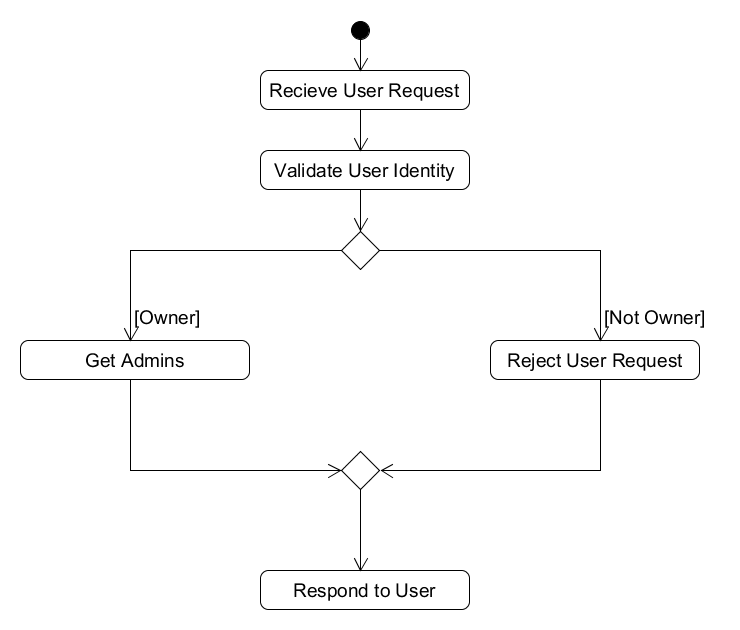 Recieve User Request
Validate User Identity
[Owner]
[Not Owner]
Get Admins
Reject User Request
Respond to User